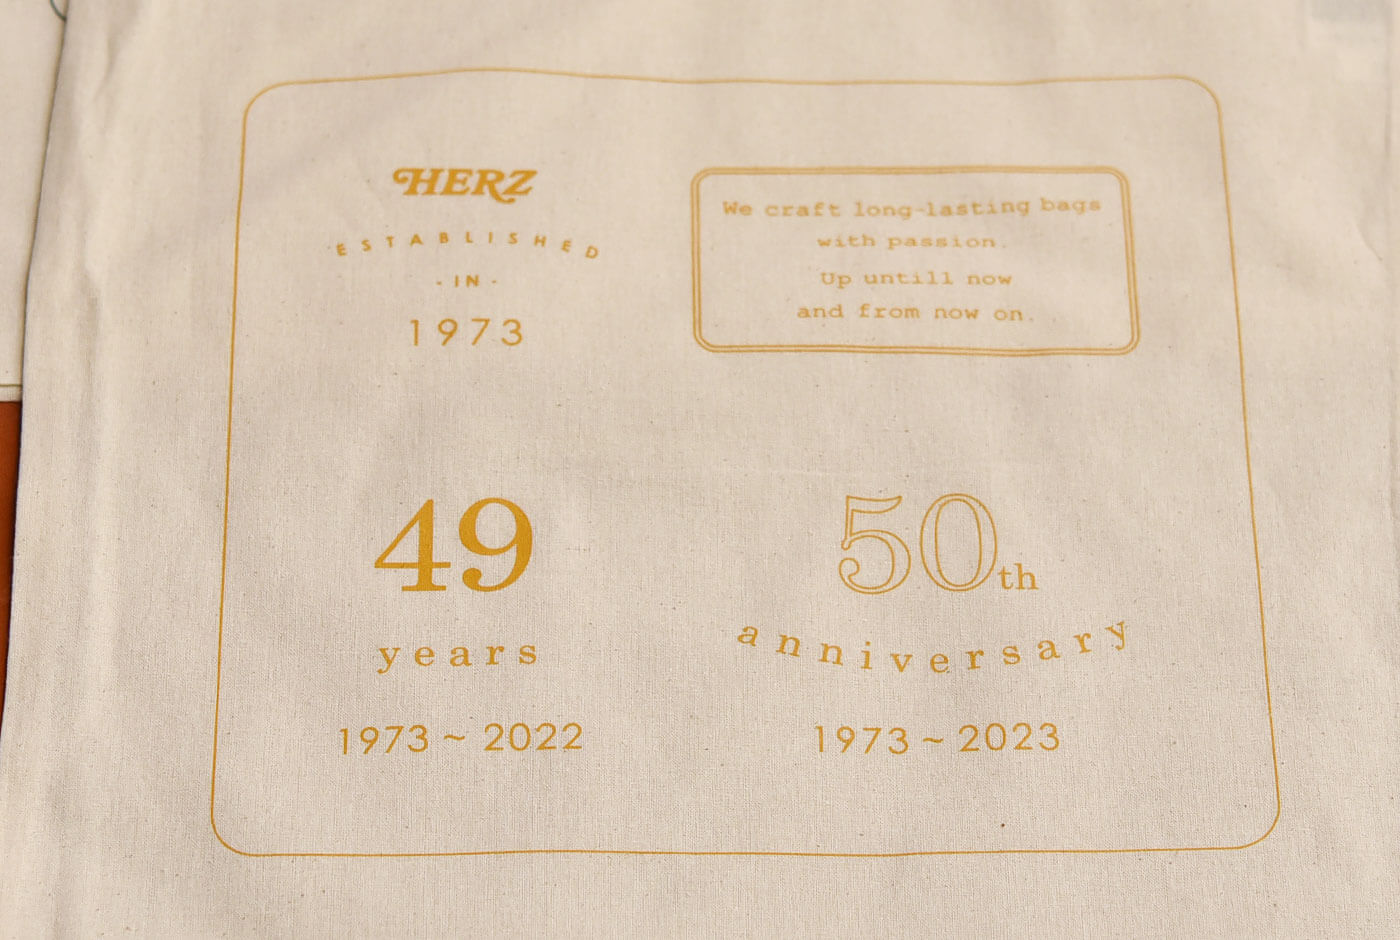 HERZ
ESTABLISHED
- IN -
1973
We craft long-lasting bags
with passion.
Up untill now
and from now on.
49
years
1973 ~ 2022
50th
anniversary
1973 ~ 2023